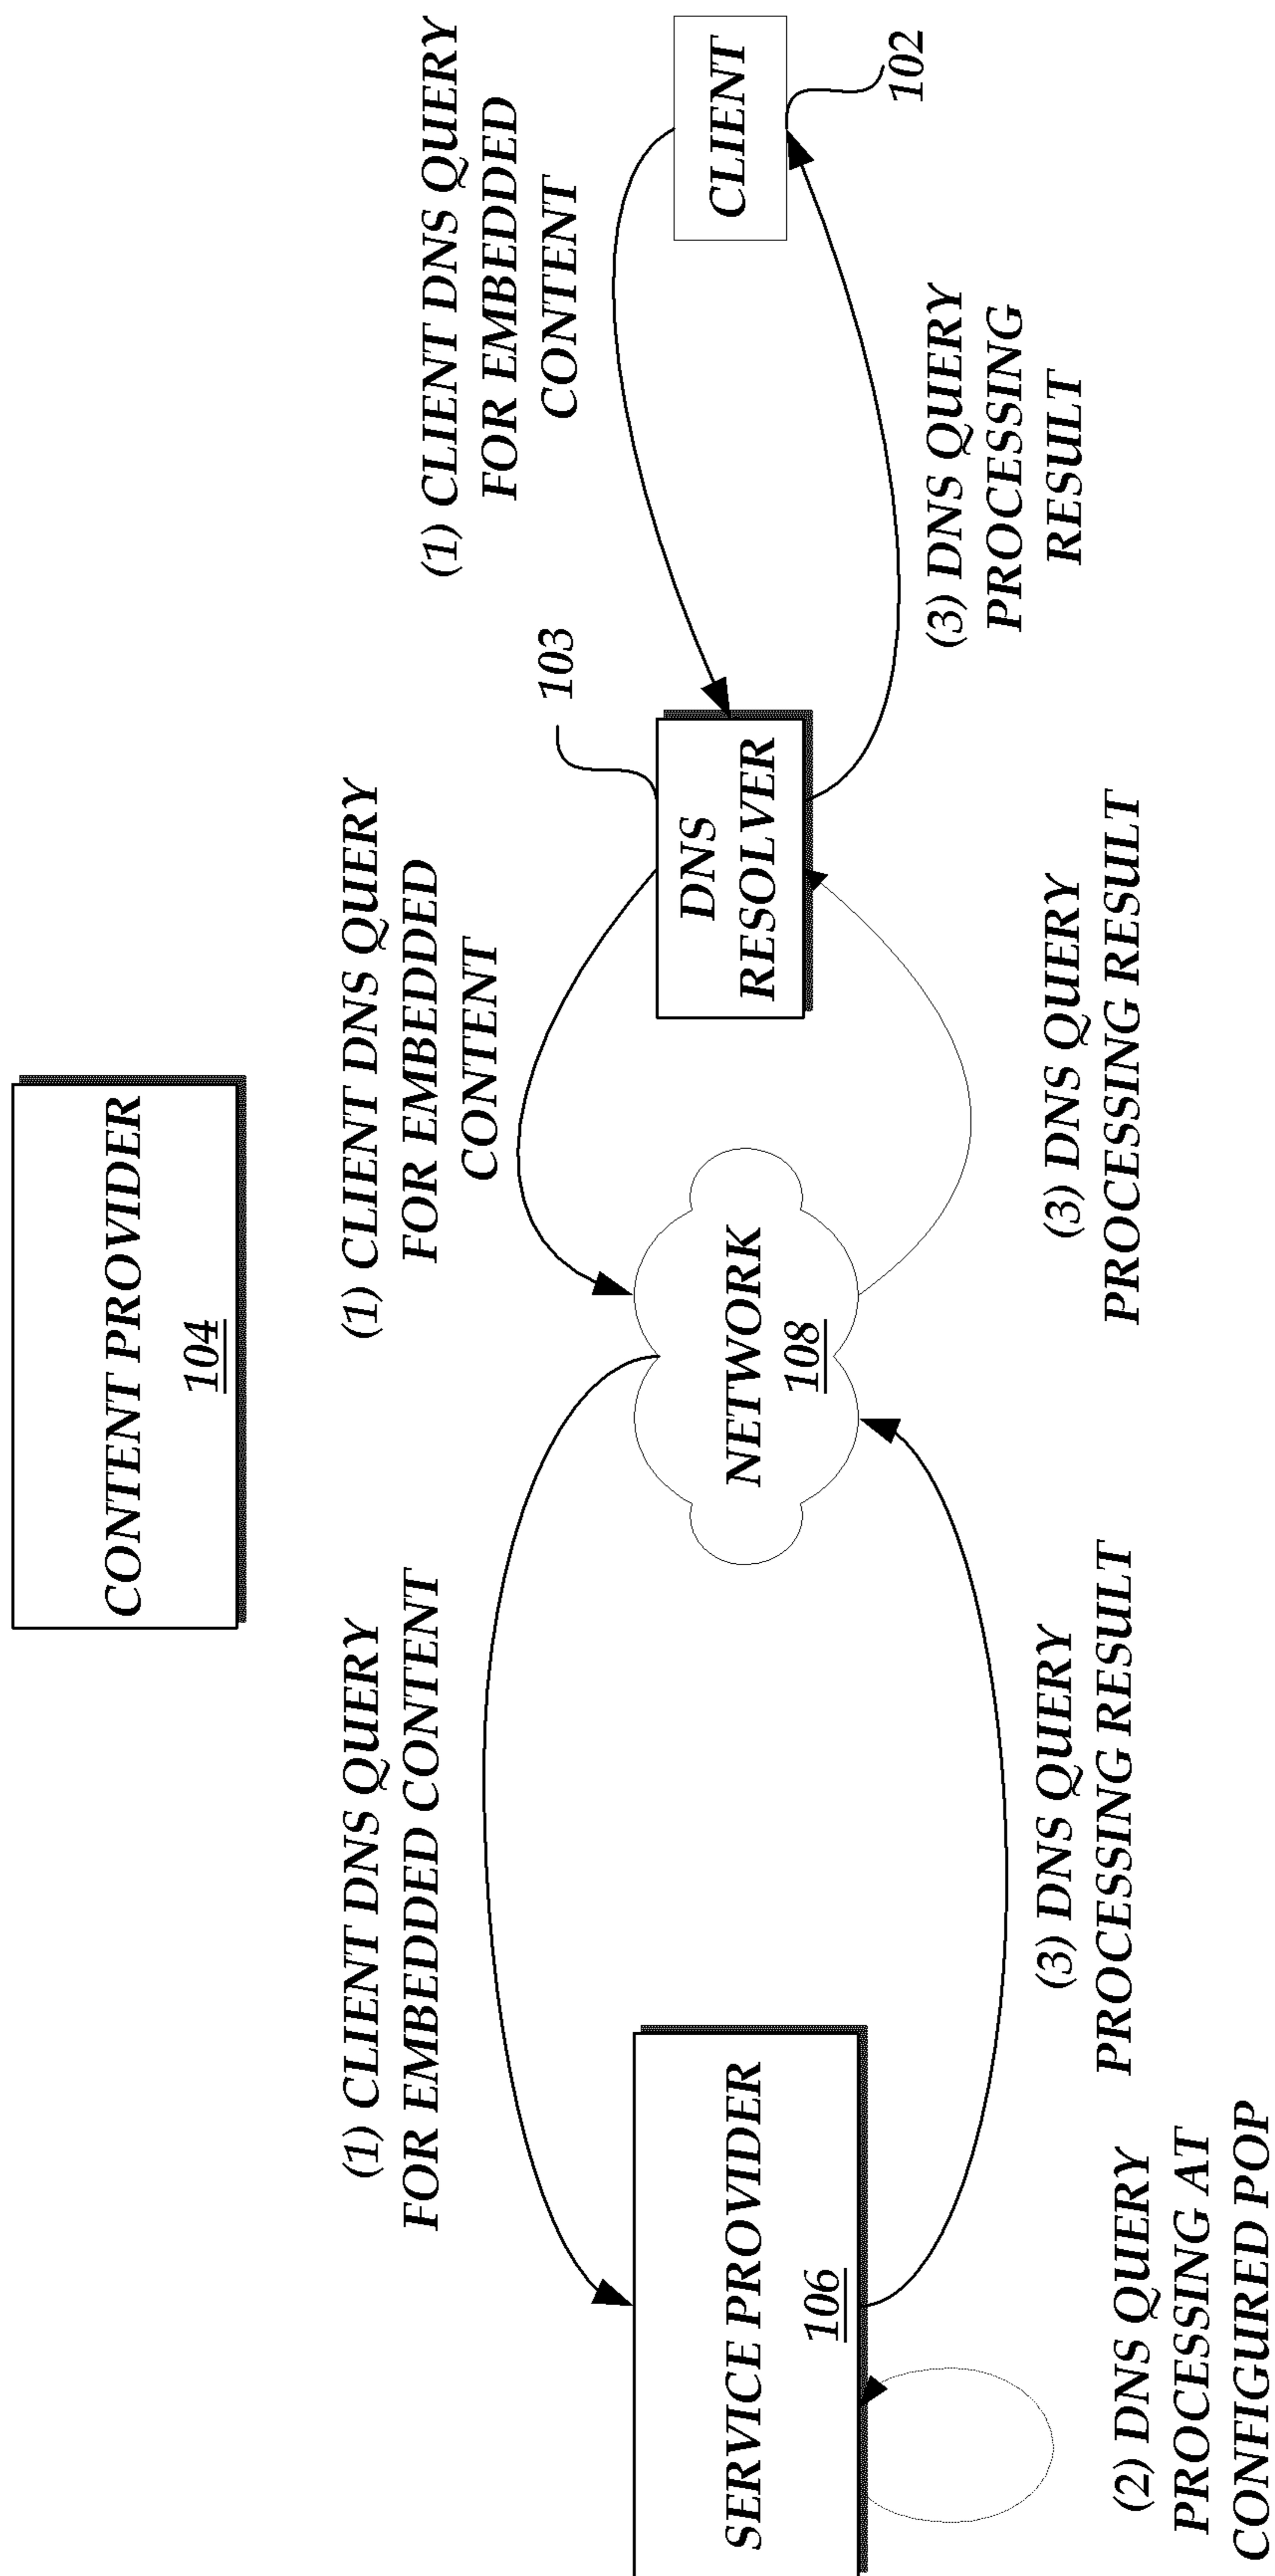 CONTENT PROVIDER
104
(1) CLIENT DNS QUERY
FOR EMBEDDED CONTENT
(1) CLIENT DNS QUERY
FOR EMBEDDED
CONTENT
(1) CLIENT DNS QUERY
FOR EMBEDDED
CONTENT
103
SERVICE PROVIDER
106
NETWORK
108
DNS
RESOLVER
CLIENT
102
(2) DNS QUERY
PROCESSING AT
CONFIGURED POP
(3) DNS QUERY
PROCESSING RESULT
(3) DNS QUERY
PROCESSING RESULT
(3) DNS QUERY
PROCESSING
RESULT